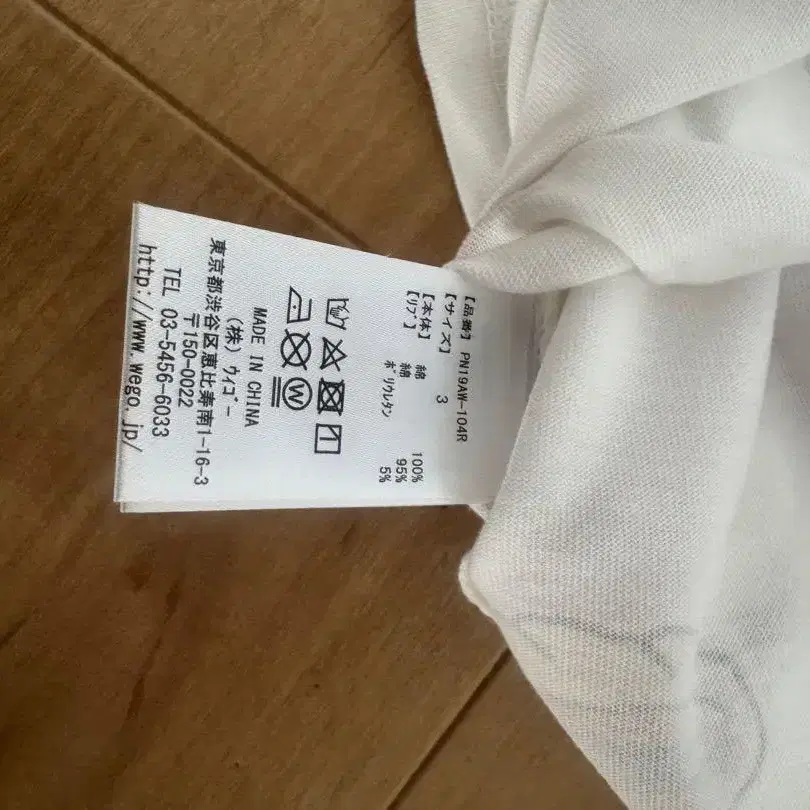 【品番】 PN19AW-104R
【サイズ】 3
【本体】 綿 100%
【リブ】 綿 95%
ポリウレタン 5%
W
MADE IN CHINA
(株) ウィゴー
〒150-0022
東京都渋谷区恵比寿南1-16-3
TEL 03-5456-6033
http://www.wego.jp/